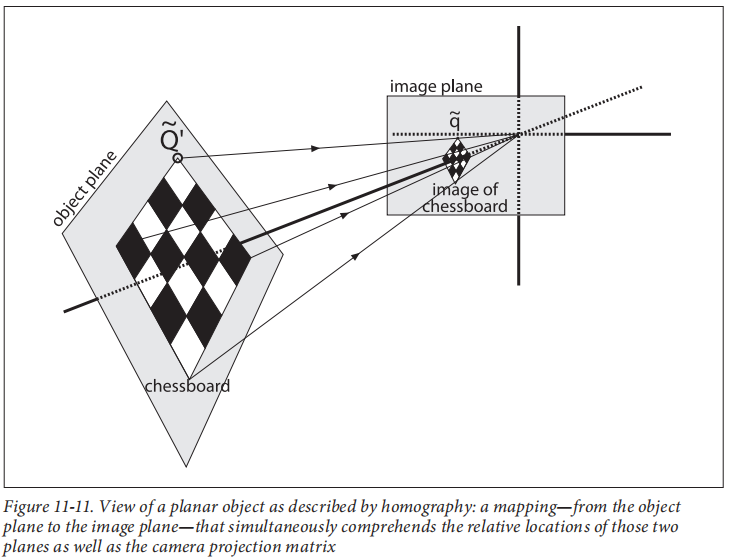 image plane
q̃
Q̃'
object plane
image of
chessboard
chessboard
Figure 11-11. View of a planar object as described by homography: a mapping—from the object
plane to the image plane—that simultaneously comprehends the relative locations of those two
planes as well as the camera projection matrix